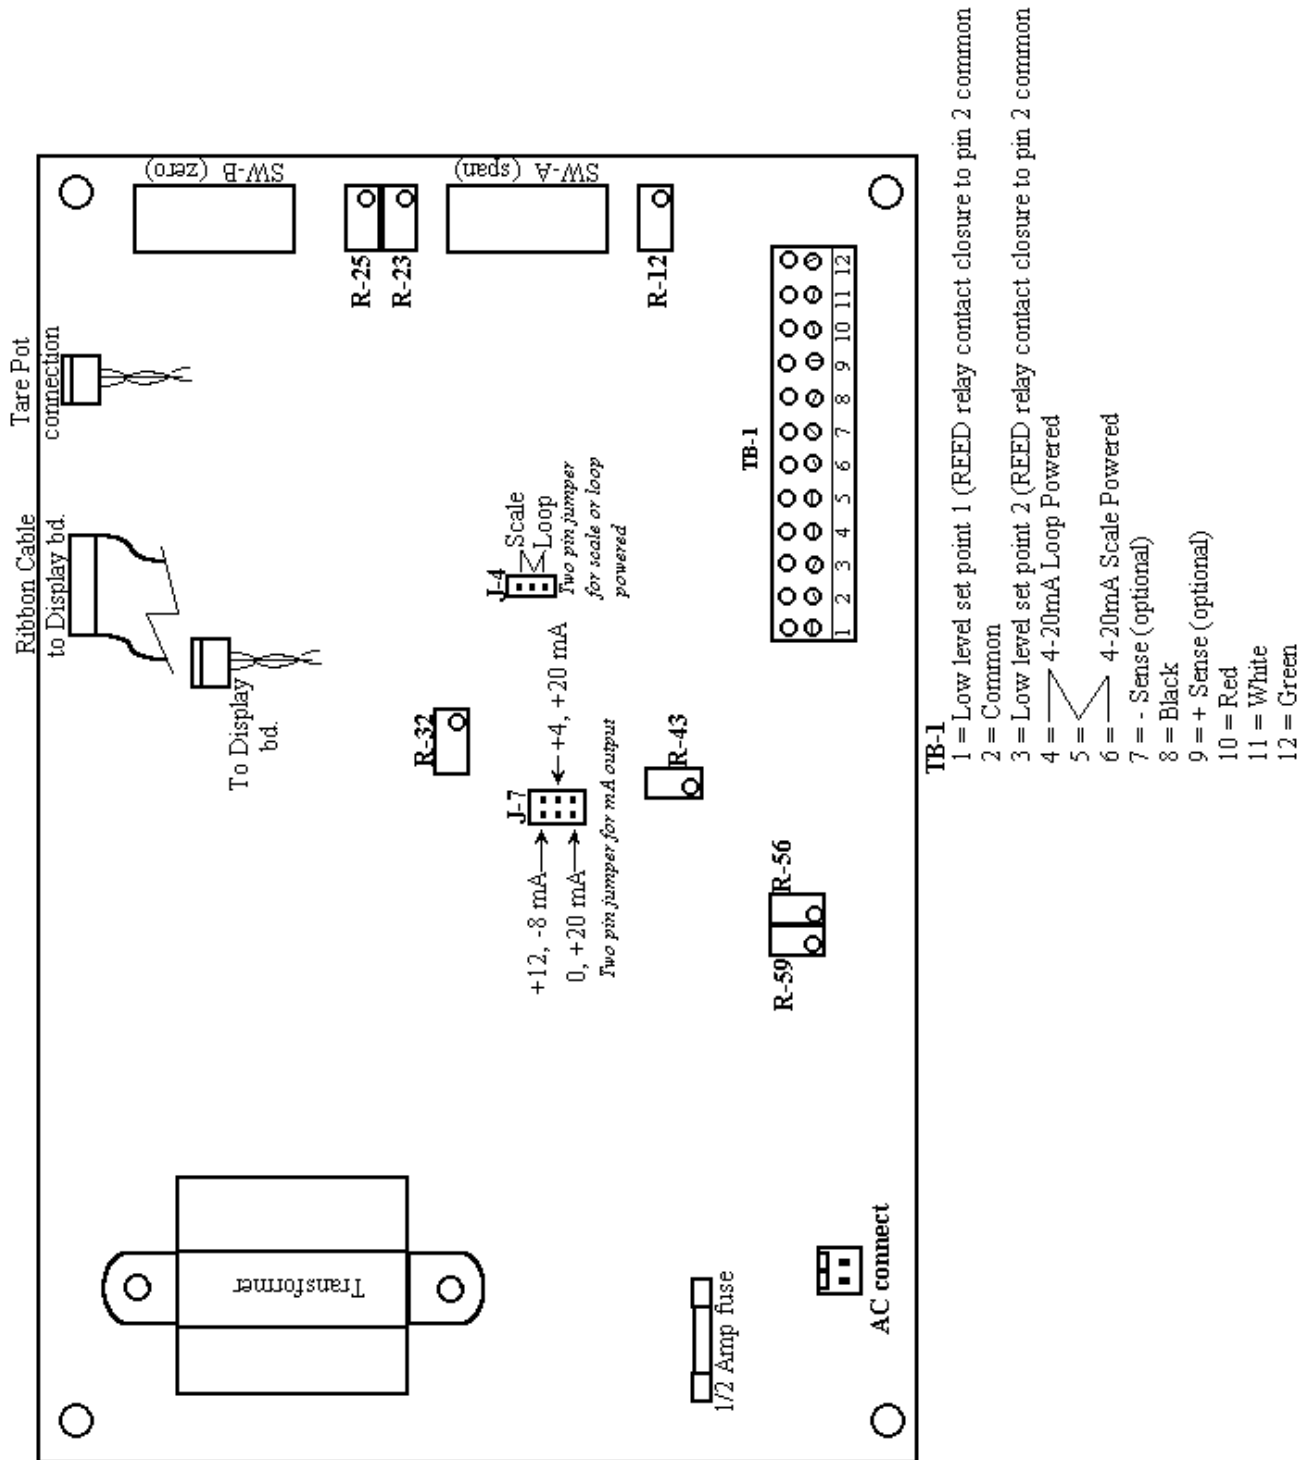 Tare Pot
connection
Ribbon Cable
to Display bd.
To Display
bd.
SW-B (zero)
R-25
R-23
SW-A (span)
R-12
J-4
Scale
Loop
Two pin jumper
for scale or loop
powered
R-32
J-7
+12, -8 mA
+4, +20 mA
0, +20 mA
Two pin jumper for mA output
R-43
R-59
R-56
TB-1
1 2 3 4 5 6 7 8 9 10 11 12
Transformer
1/2 Amp fuse
AC connect
TB-1
1 = Low level set point 1 (REED relay contact closure to pin 2 common
2 = Common
3 = Low level set point 2 (REED relay contact closure to pin 2 common
4 = 4-20mA Loop Powered
5 =
6 = 4-20mA Scale Powered
7 = - Sense (optional)
8 = Black
9 = + Sense (optional)
10 = Red
11 = White
12 = Green